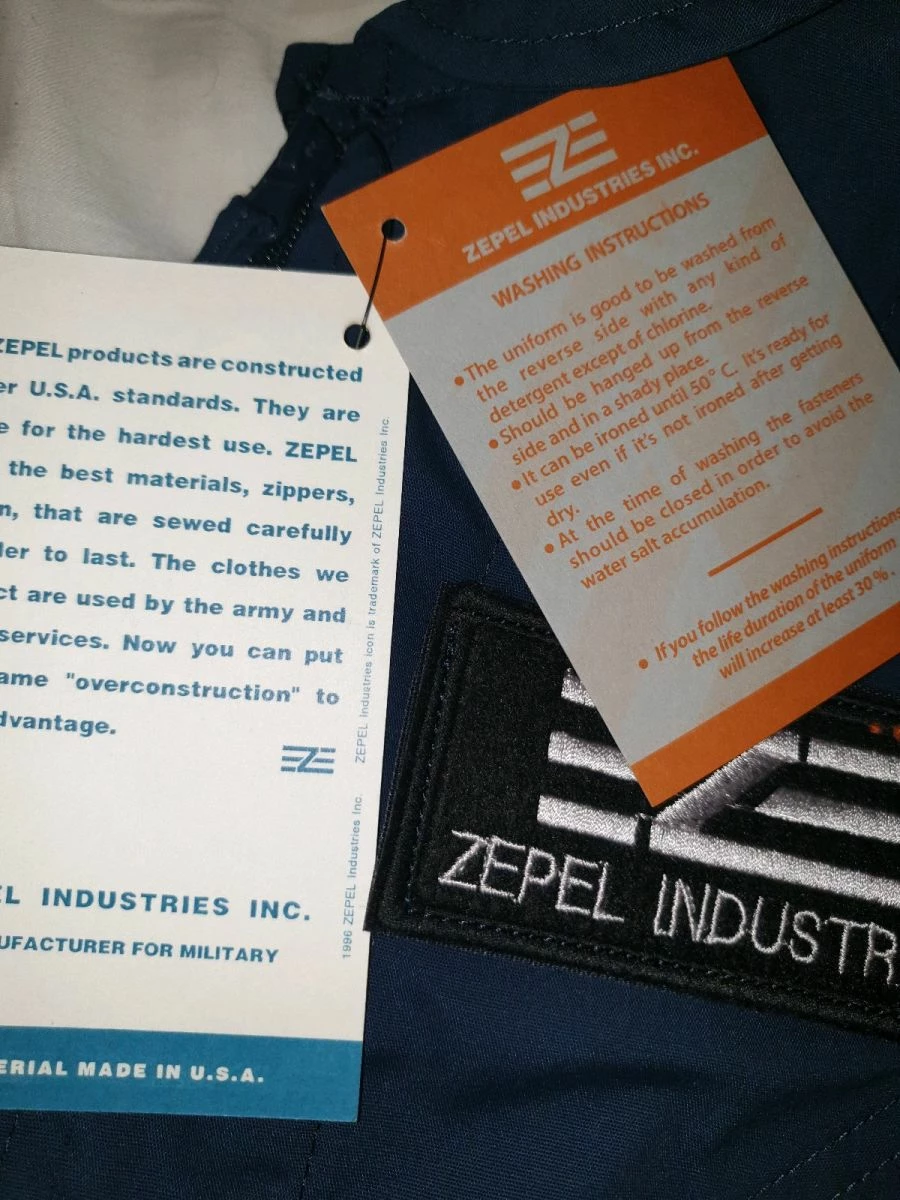 ZEPEL products are constructed
U.S.A. standards. They are
for the hardest use. ZEPEL
the best materials, zippers,
that are sewed carefully
to last. The clothes we
are used by the army and
services. Now you can put
"overconstruction" to
INDUSTRIES INC.
FOR MILITARY
MADE IN U.S.A.
ZEPEL Industries icon is trademark of ZEPEL Industries Inc.
1996 ZEPEL Industries Inc.
ZEPEL INDUSTRIES INC.
WASHING INSTRUCTIONS
• The uniform is good to be washed from
the reverse side with any kind of
detergent except of chlorine.
• Should be hanged up from the reverse
side and in a shady place.
• It can be ironed until 50° C. It's ready for
use even if it's not ironed after getting
dry.
• At the time of washing the fasteners
should be closed in order to avoid the
water salt accumulation.
• If you follow the washing instructions
the life duration of the uniform
will increase at least 30 %.
ZEPEL INDUSTR